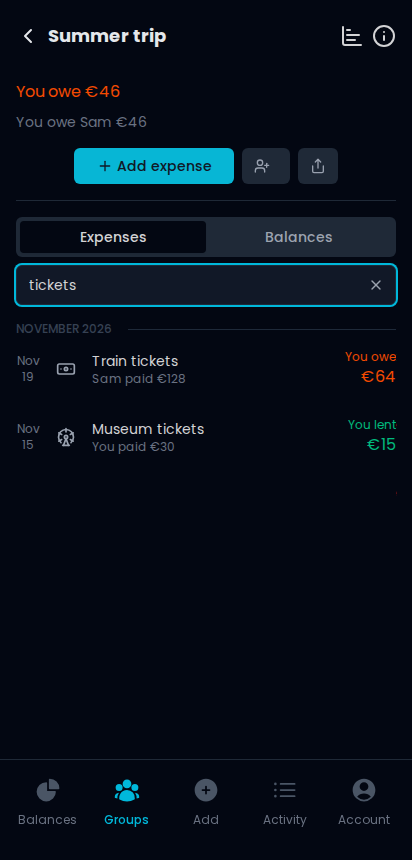 Summer trip
You owe €46
You owe Sam €46
Add expense
Expenses
Balances
tickets
NOVEMBER 2026
Nov 19
Train tickets
Sam paid €128
You owe
€64
Nov 15
Museum tickets
You paid €30
You lent
€15
Balances
Groups
Add
Activity
Account